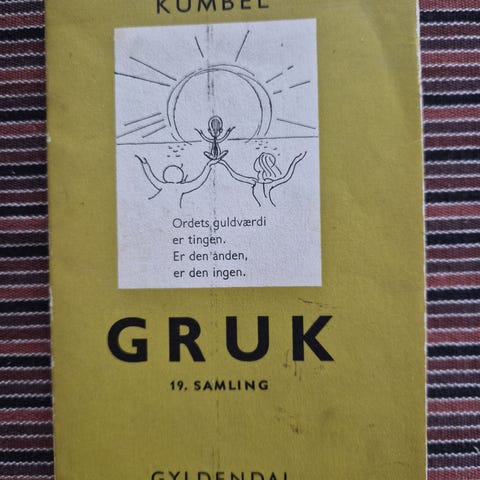 KUMBEL
Ordets guldværdi
er tingen.
Er den ånden,
er den ingen.
GRUK
19. SAMLING
GYLDENDAL